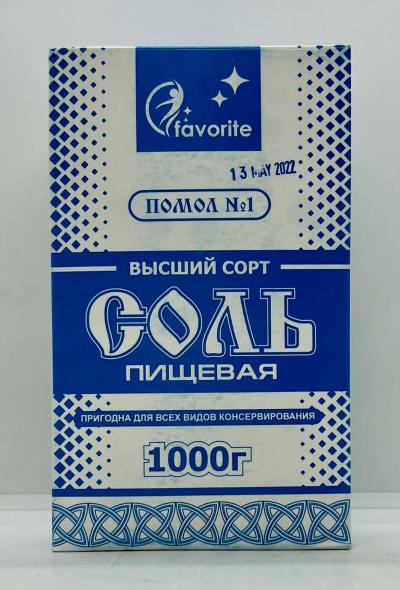 favorite
13 MAY 2022
ПОМОЛ №1
ВЫСШИЙ СОРТ
СОЛЬ
ПИЩЕВАЯ
ПРИГОДНА ДЛЯ ВСЕХ ВИДОВ КОНСЕРВИРОВАНИЯ
1000г